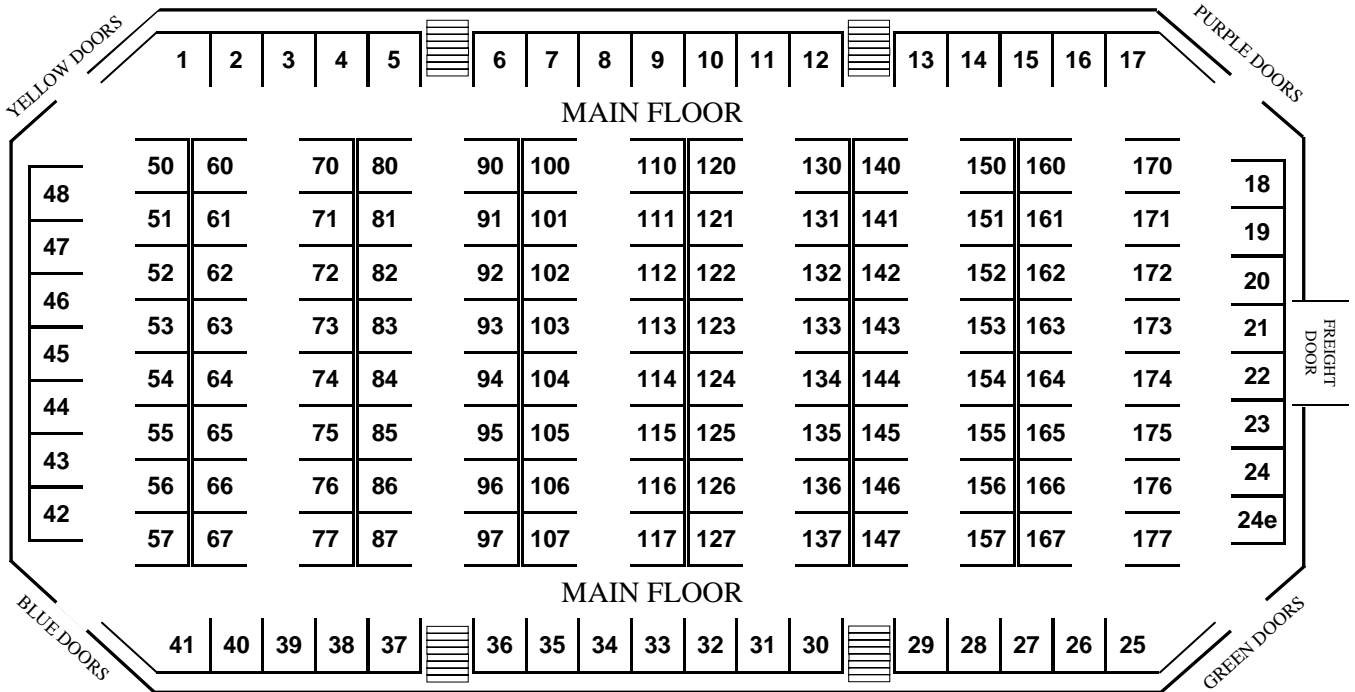 YELLOW DOORS
PURPLE DOORS
1 2 3 4 5 6 7 8 9 10 11 12 13 14 15 16 17
MAIN FLOOR
50 60 70 80 90 100 110 120 130 140 150 160 170
51 61 71 81 91 101 111 121 131 141 151 161 171
52 62 72 82 92 102 112 122 132 142 152 162 172
53 63 73 83 93 103 113 123 133 143 153 163 173
54 64 74 84 94 104 114 124 134 144 154 164 174
55 65 75 85 95 105 115 125 135 145 155 165 175
56 66 76 86 96 106 116 126 136 146 156 166 176
57 67 77 87 97 107 117 127 137 147 157 167 177
48
47
46
45
44
43
42
18
19
20
21
22
23
24
24e
FREIGHT
DOOR
MAIN FLOOR
41 40 39 38 37 36 35 34 33 32 31 30 29 28 27 26 25
BLUE DOORS
GREEN DOORS